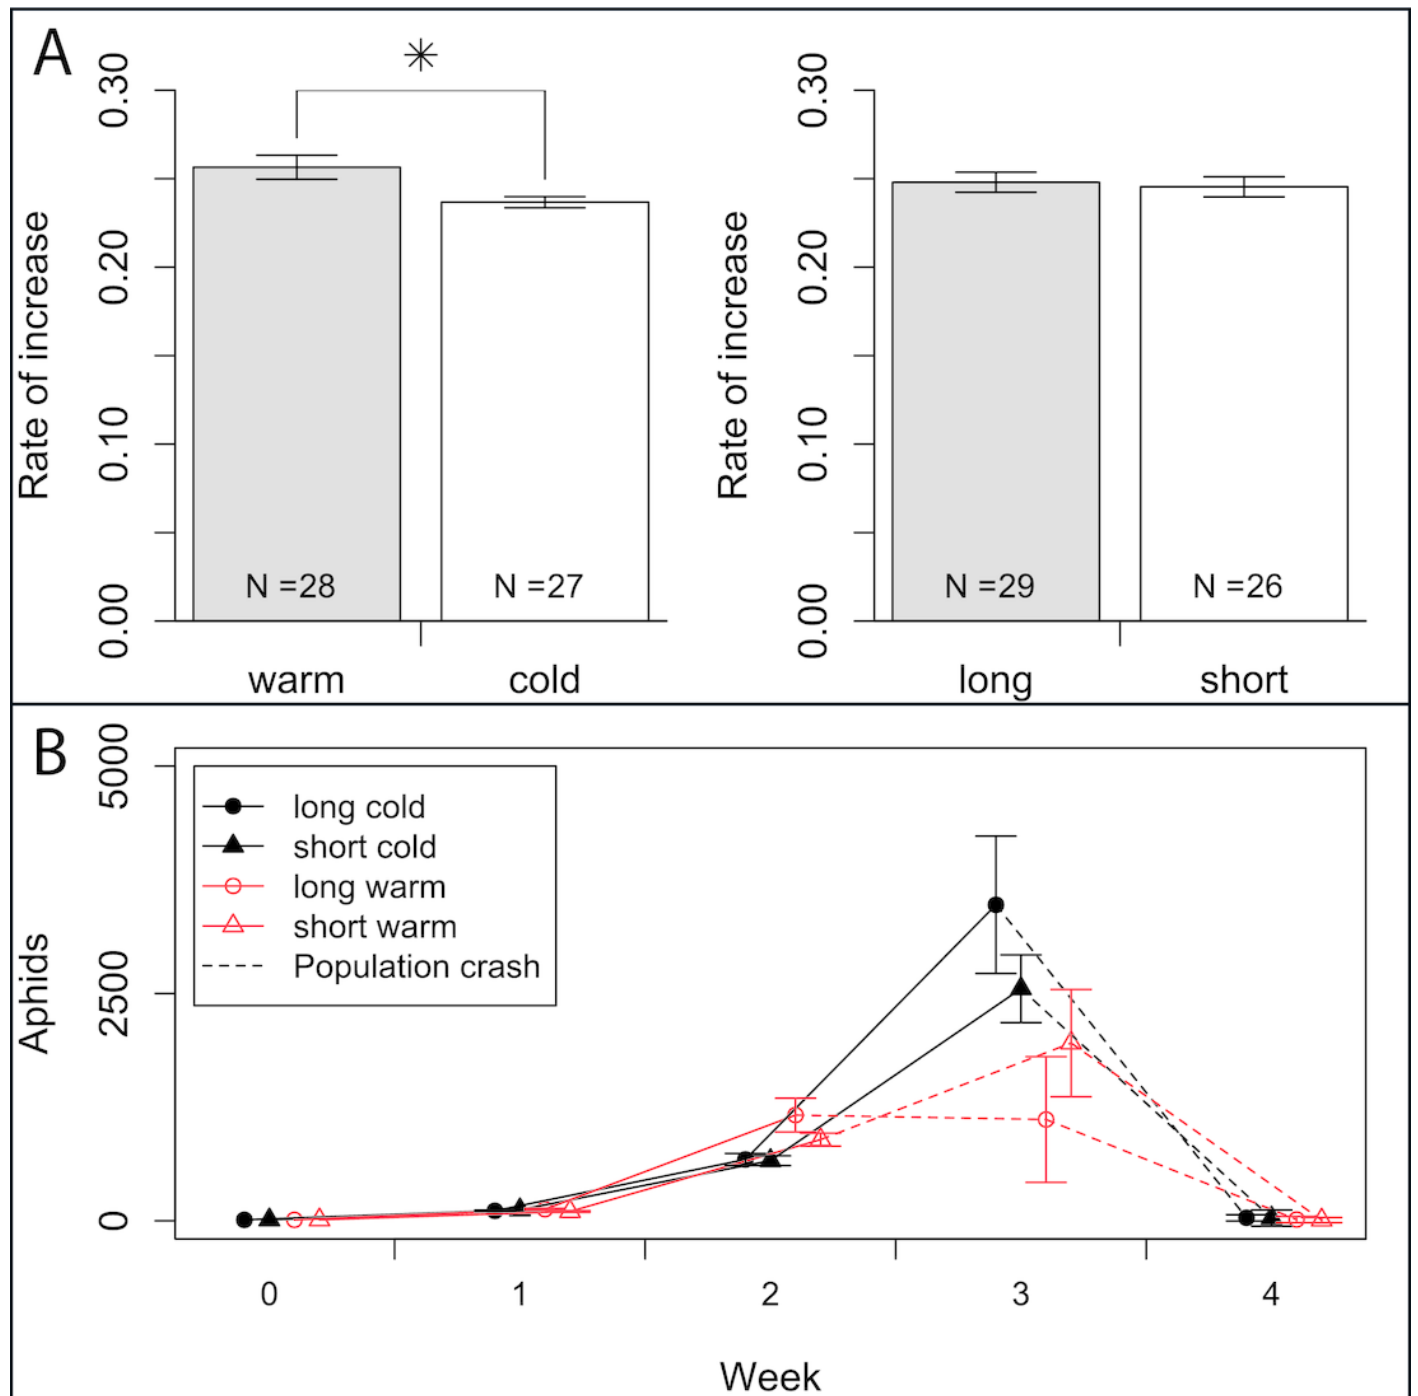 A
✳
0.30
0.20
0.10
0.00
Rate of increase
N =28
N =27
warm
cold
0.30
0.20
0.10
0.00
Rate of increase
N =29
N =26
long
short
B
5000
2500
0
Aphids
long cold
short cold
long warm
short warm
Population crash
0
1
2
3
4
Week